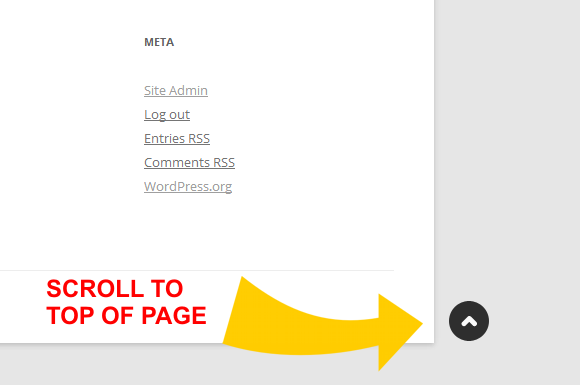 META
Site Admin
Log out
Entries RSS
Comments RSS
WordPress.org
SCROLL TO
TOP OF PAGE